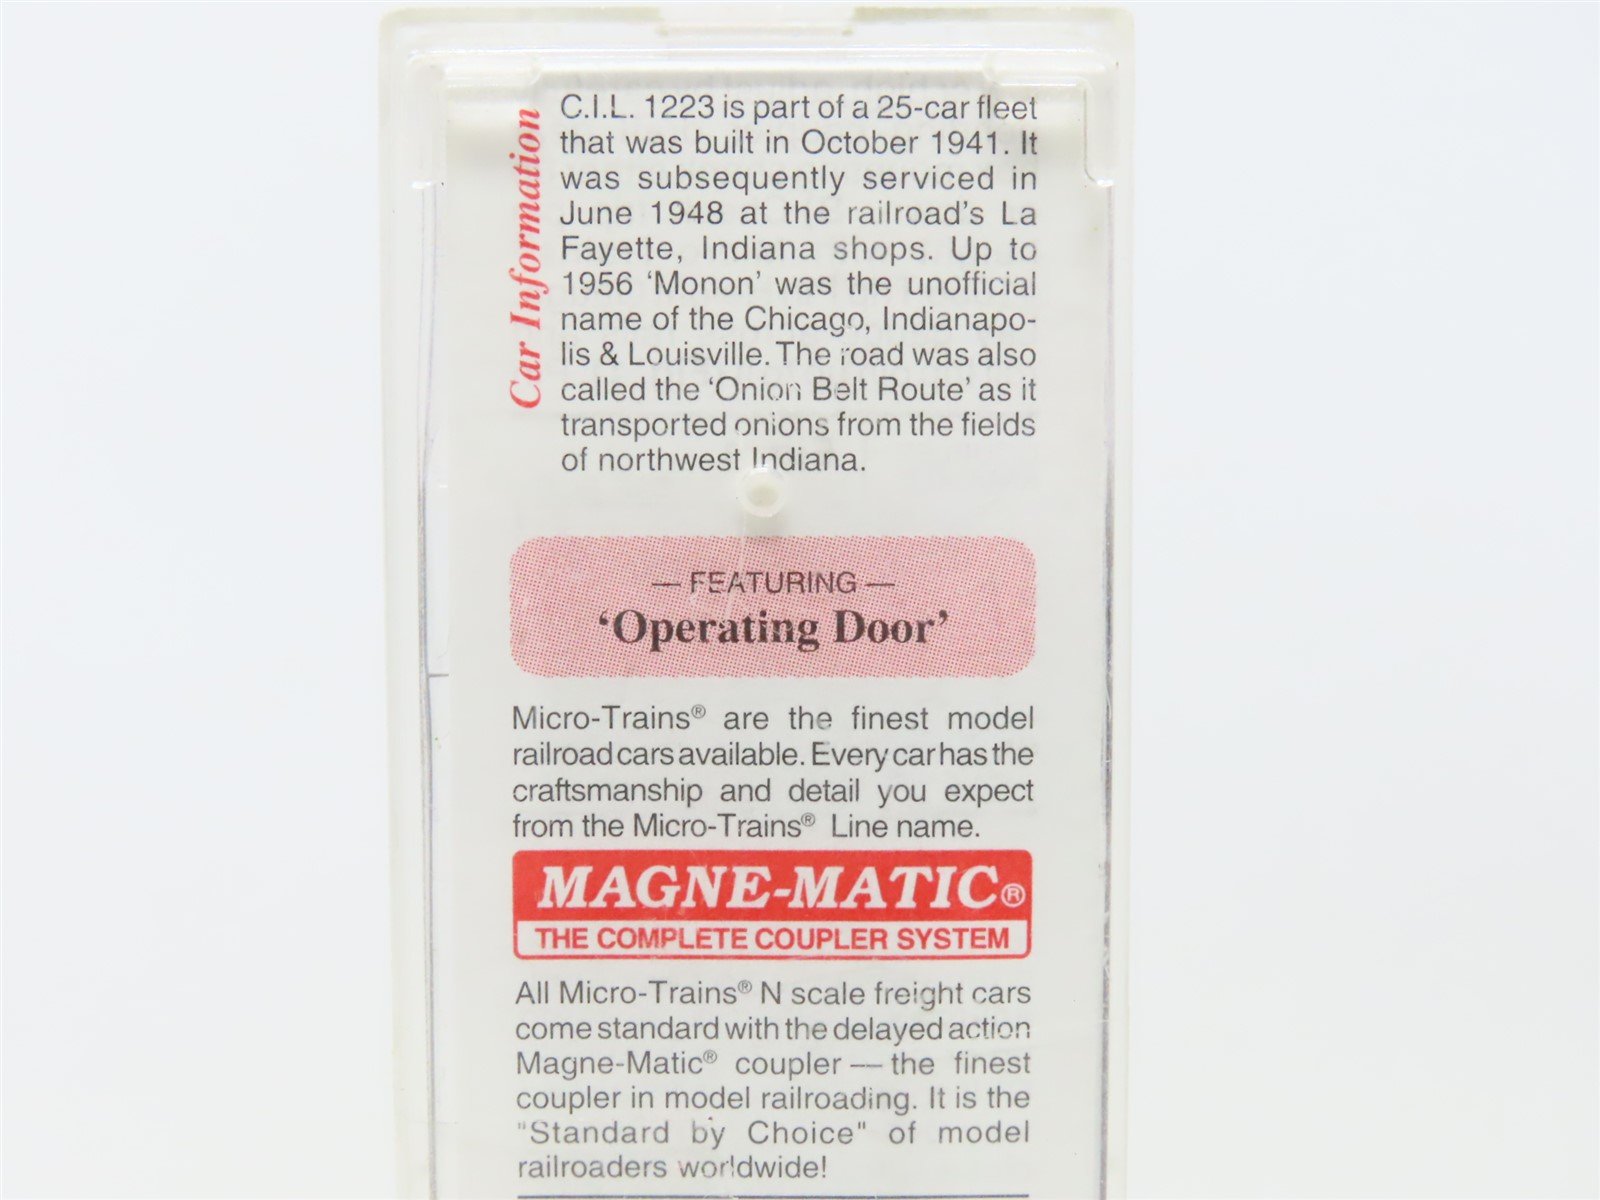 Car Information
C.I.L. 1223 is part of a 25-car fleet
that was built in October 1941. It
was subsequently serviced in
June 1948 at the railroad's La
Fayette, Indiana shops. Up to
1956 'Monon' was the unofficial
name of the Chicago, Indianapo-
lis & Louisville. The road was also
called the 'Onion Belt Route' as it
transported onions from the fields
of northwest Indiana.
— FEATURING —
'Operating Door'
Micro-Trains® are the finest model
railroad cars available. Every car has the
craftsmanship and detail you expect
from the Micro-Trains® Line name.
MAGNE-MATIC®
THE COMPLETE COUPLER SYSTEM
All Micro-Trains® N scale freight cars
come standard with the delayed action
Magne-Matic® coupler — the finest
coupler in model railroading. It is the
"Standard by Choice" of model
railroaders worldwide!